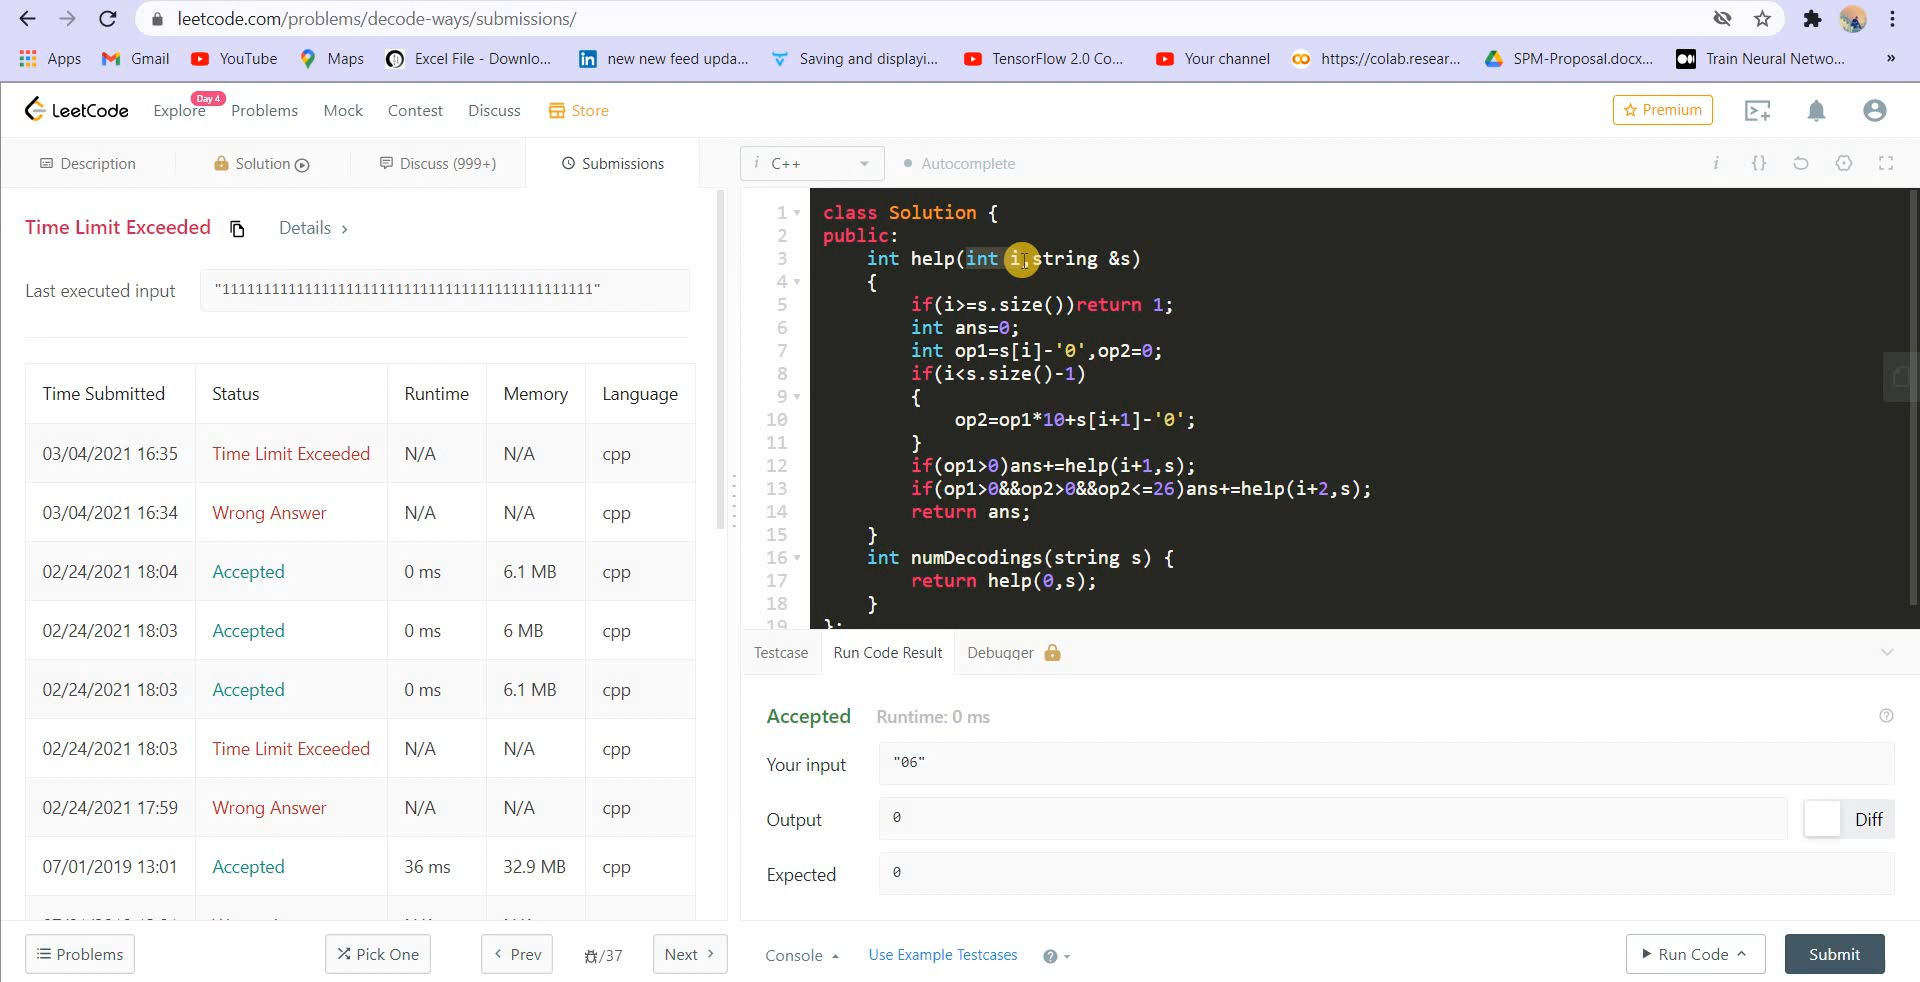 leetcode.com/problems/decode-ways/submissions/
Apps Gmail YouTube Maps Excel File - Downlo... new new feed upda... Saving and displayi... TensorFlow 2.0 Co... Your channel https://colab.resear... SPM-Proposal.docx... Train Neural Netwo... »
LeetCode Explore Day 4 Problems Mock Contest Discuss Store Premium
Description Solution Discuss (999+) Submissions
i C++ Autocomplete i {}
Time Limit Exceeded Details >
Last executed input
Time Submitted Status Runtime Memory Language
03/04/2021 16:35 Time Limit Exceeded N/A N/A cpp
03/04/2021 16:34 Wrong Answer N/A N/A cpp
02/24/2021 18:04 Accepted 0 ms 6.1 MB cpp
02/24/2021 18:03 Accepted 0 ms 6 MB cpp
02/24/2021 18:03 Accepted 0 ms 6.1 MB cpp
02/24/2021 18:03 Time Limit Exceeded N/A N/A cpp
02/24/2021 17:59 Wrong Answer N/A N/A cpp
07/01/2019 13:01 Accepted 36 ms 32.9 MB cpp
Problems Pick One < Prev /37 Next >
1 class Solution {
2 public:
3 int help(int i,string &s)
4 {
5 if(i>=s.size())return 1;
6 int ans=0;
7 int op1=s[i]-'0',op2=0;
8 if(i<s.size()-1)
9 {
10 op2=op1*10+s[i+1]-'0';
11 }
12 if(op1>0)ans+=help(i+1,s);
13 if(op1>0&&op2>0&&op2<=26)ans+=help(i+2,s);
14 return ans;
15 }
16 int numDecodings(string s) {
17 return help(0,s);
18 }
19 };
Testcase Run Code Result Debugger
Accepted Runtime: 0 ms
Your input "06"
Output 0 Diff
Expected 0
Console Use Example Testcases Run Code Submit